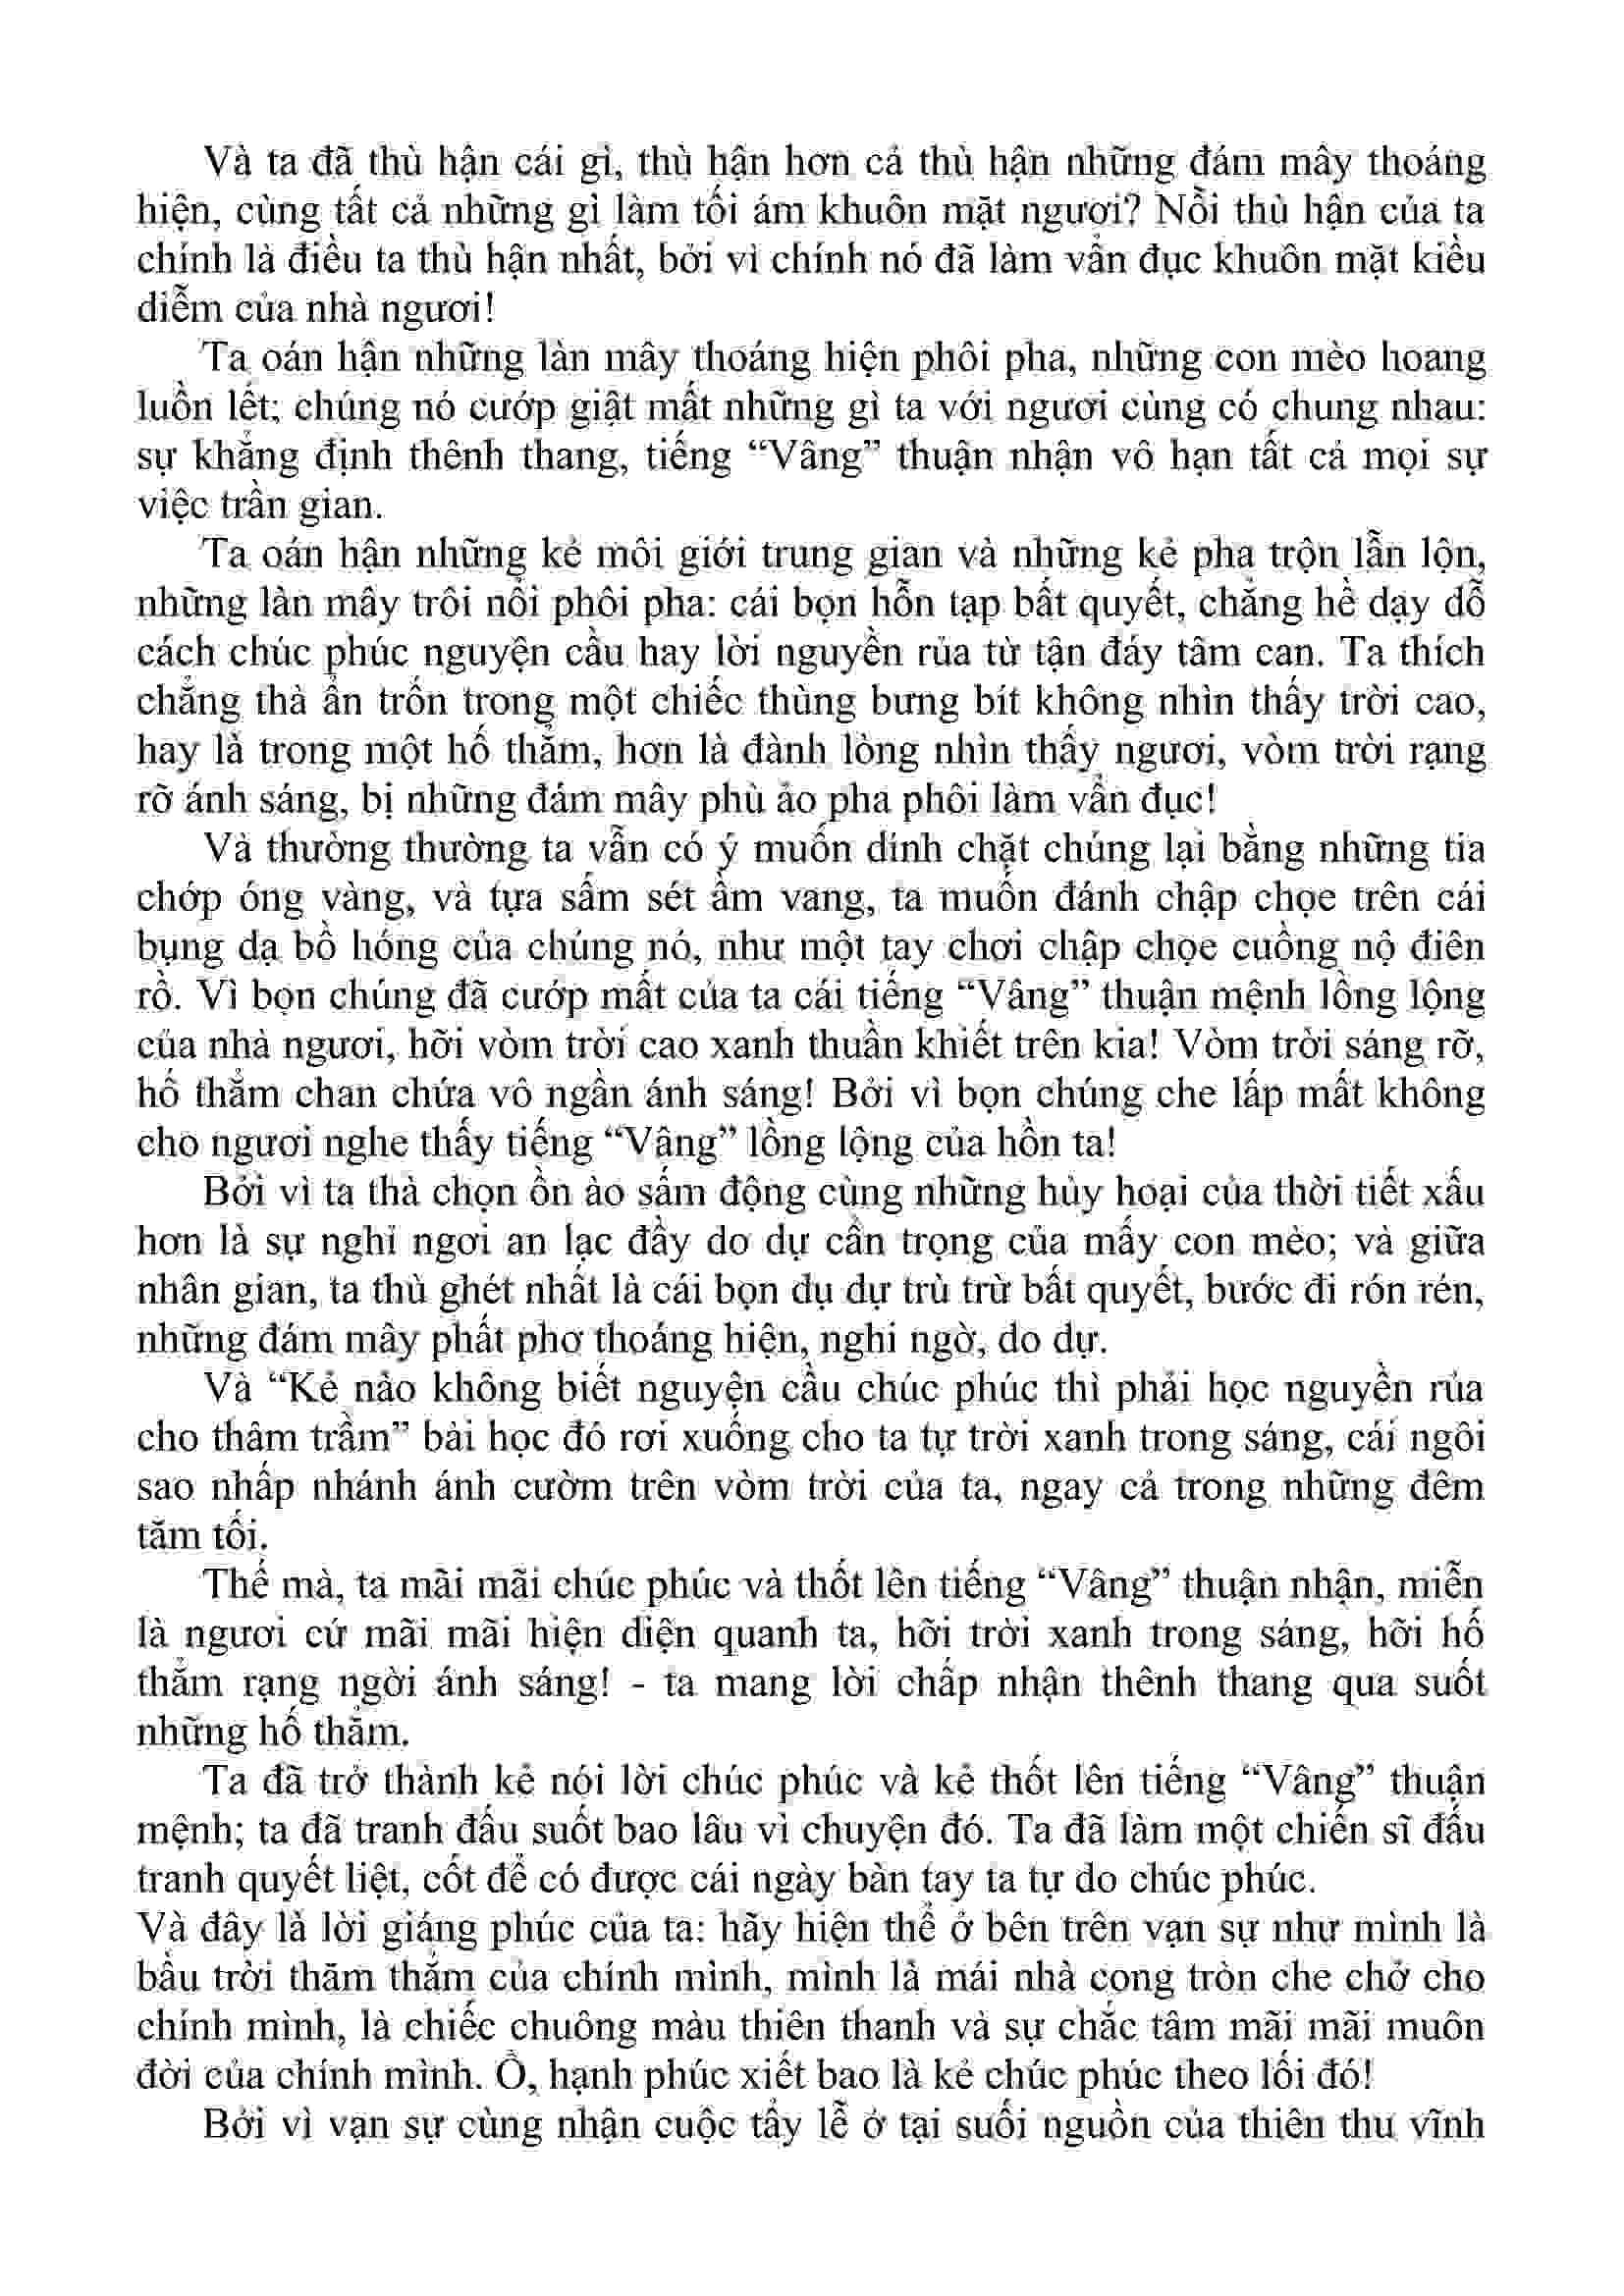 Và ta đã thù hận cái gì, thù hận hơn cả thù hận những đám mây thoáng
hiện, cùng tất cả những gì làm tối ám khuôn mặt ngươi? Nỗi thù hận của ta
chính là điều ta thù hận nhất, bởi vì chính nó đã làm vẩn đục khuôn mặt kiều
diễm của nhà ngươi!
Ta oán hận những làn mây thoáng hiện phôi pha, những con mèo hoang
luồn lết; chúng nó cướp giật mất những gì ta với ngươi cùng có chung nhau:
sự khẳng định thênh thang, tiếng “Vâng” thuận nhận vô hạn tất cả mọi sự
việc trần gian.
Ta oán hận những kẻ môi giới trung gian và những kẻ pha trộn lẫn lộn,
những làn mây trôi nổi phôi pha: cái bọn hỗn tạp bất quyết, chẳng hề dạy dỗ
cách chúc phúc nguyện cầu hay lời nguyền rủa từ tận đáy tâm can. Ta thích
chẳng thà ẩn trốn trong một chiếc thùng bưng bít không nhìn thấy trời cao,
hay là trong một hố thẳm, hơn là đành lòng nhìn thấy ngươi, vòm trời rạng
rỡ ánh sáng, bị những đám mây phù ảo pha phôi làm vẩn đục!
Và thường thường ta vẫn có ý muốn dính chặt chúng lại bằng những tia
chớp óng vàng, và tựa sấm sét ầm vang, ta muốn đánh chập chọe trên cái
bụng dạ bồ hóng của chúng nó, như một tay chơi chập chọe cuồng nộ điên
rồ. Vì bọn chúng đã cướp mất của ta cái tiếng “Vâng” thuận mệnh lồng lộng
của nhà ngươi, hỡi vòm trời cao xanh thuần khiết trên kia! Vòm trời sáng rỡ,
hố thẳm chan chứa vô ngần ánh sáng! Bởi vì bọn chúng che lấp mất không
cho ngươi nghe thấy tiếng “Vâng” lồng lộng của hồn ta!
Bởi vì ta thà chọn ồn ào sấm động cùng những hủy hoại của thời tiết xấu
hơn là sự nghỉ ngơi an lạc đầy do dự cẩn trọng của mấy con mèo; và giữa
nhân gian, ta thù ghét nhất là cái bọn dụ dự trù trừ bất quyết, bước đi rón rén,
những đám mây phất phơ thoáng hiện, nghi ngờ, do dự.
Và “Kẻ nào không biết nguyện cầu chúc phúc thì phải học nguyền rủa
cho thâm trầm” bài học đó rơi xuống cho ta tự trời xanh trong sáng, cái ngôi
sao nhấp nhánh ánh cườm trên vòm trời của ta, ngay cả trong những đêm
tăm tối.
Thế mà, ta mãi mãi chúc phúc và thốt lên tiếng “Vâng” thuận nhận, miễn
là ngươi cứ mãi mãi hiện diện quanh ta, hỡi trời xanh trong sáng, hỡi hố
thẳm rạng ngời ánh sáng! - ta mang lời chấp nhận thênh thang qua suốt
những hố thẳm.
Ta đã trở thành kẻ nói lời chúc phúc và kẻ thốt lên tiếng “Vâng” thuận
mệnh; ta đã tranh đấu suốt bao lâu vì chuyện đó. Ta đã làm một chiến sĩ đấu
tranh quyết liệt, cốt để có được cái ngày bàn tay ta tự do chúc phúc.
Và đây là lời giáng phúc của ta: hãy hiện thể ở bên trên vạn sự như mình là
bầu trời thăm thẳm của chính mình, mình là mái nhà cong tròn che chở cho
chính mình, là chiếc chuông màu thiên thanh và sự chắc tâm mãi mãi muôn
đời của chính mình. Ồ, hạnh phúc xiết bao là kẻ chúc phúc theo lối đó!
Bởi vì vạn sự cùng nhận cuộc tẩy lễ ở tại suối nguồn của thiên thu vĩnh